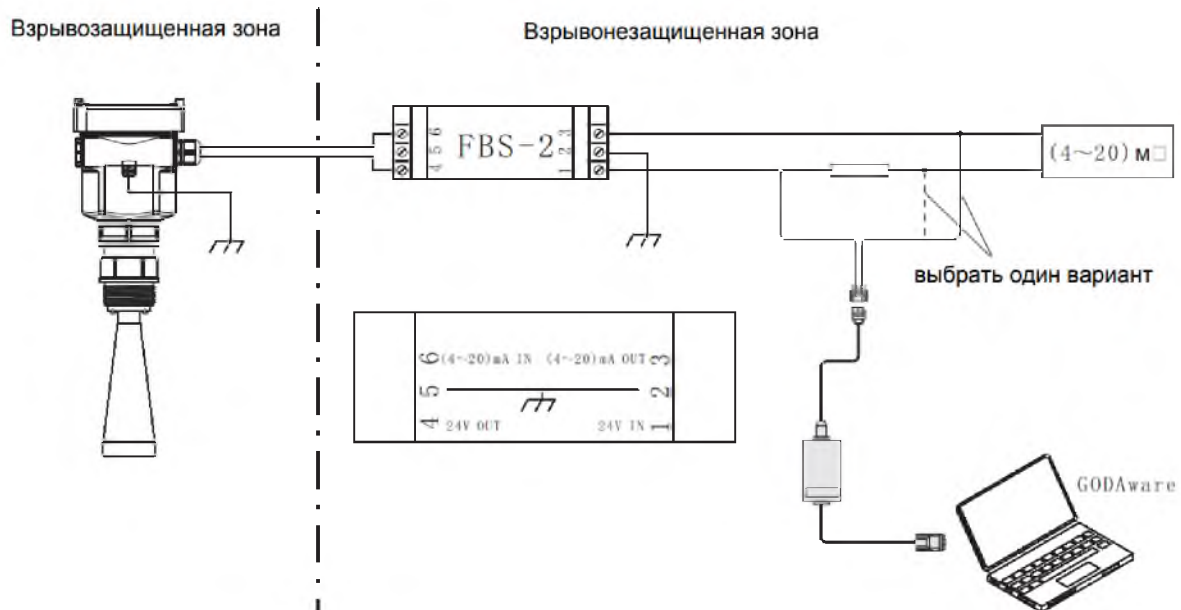 Взрывозащищенная зона
Взрывонезащищенная зона
6
5
4
FBS-2
3
2
1
(4~20) м□
выбрать один вариант
6 (4~20)mA IN (4~20)mA OUT 3
5 2
4 24V OUT 24V IN 1
GODAware